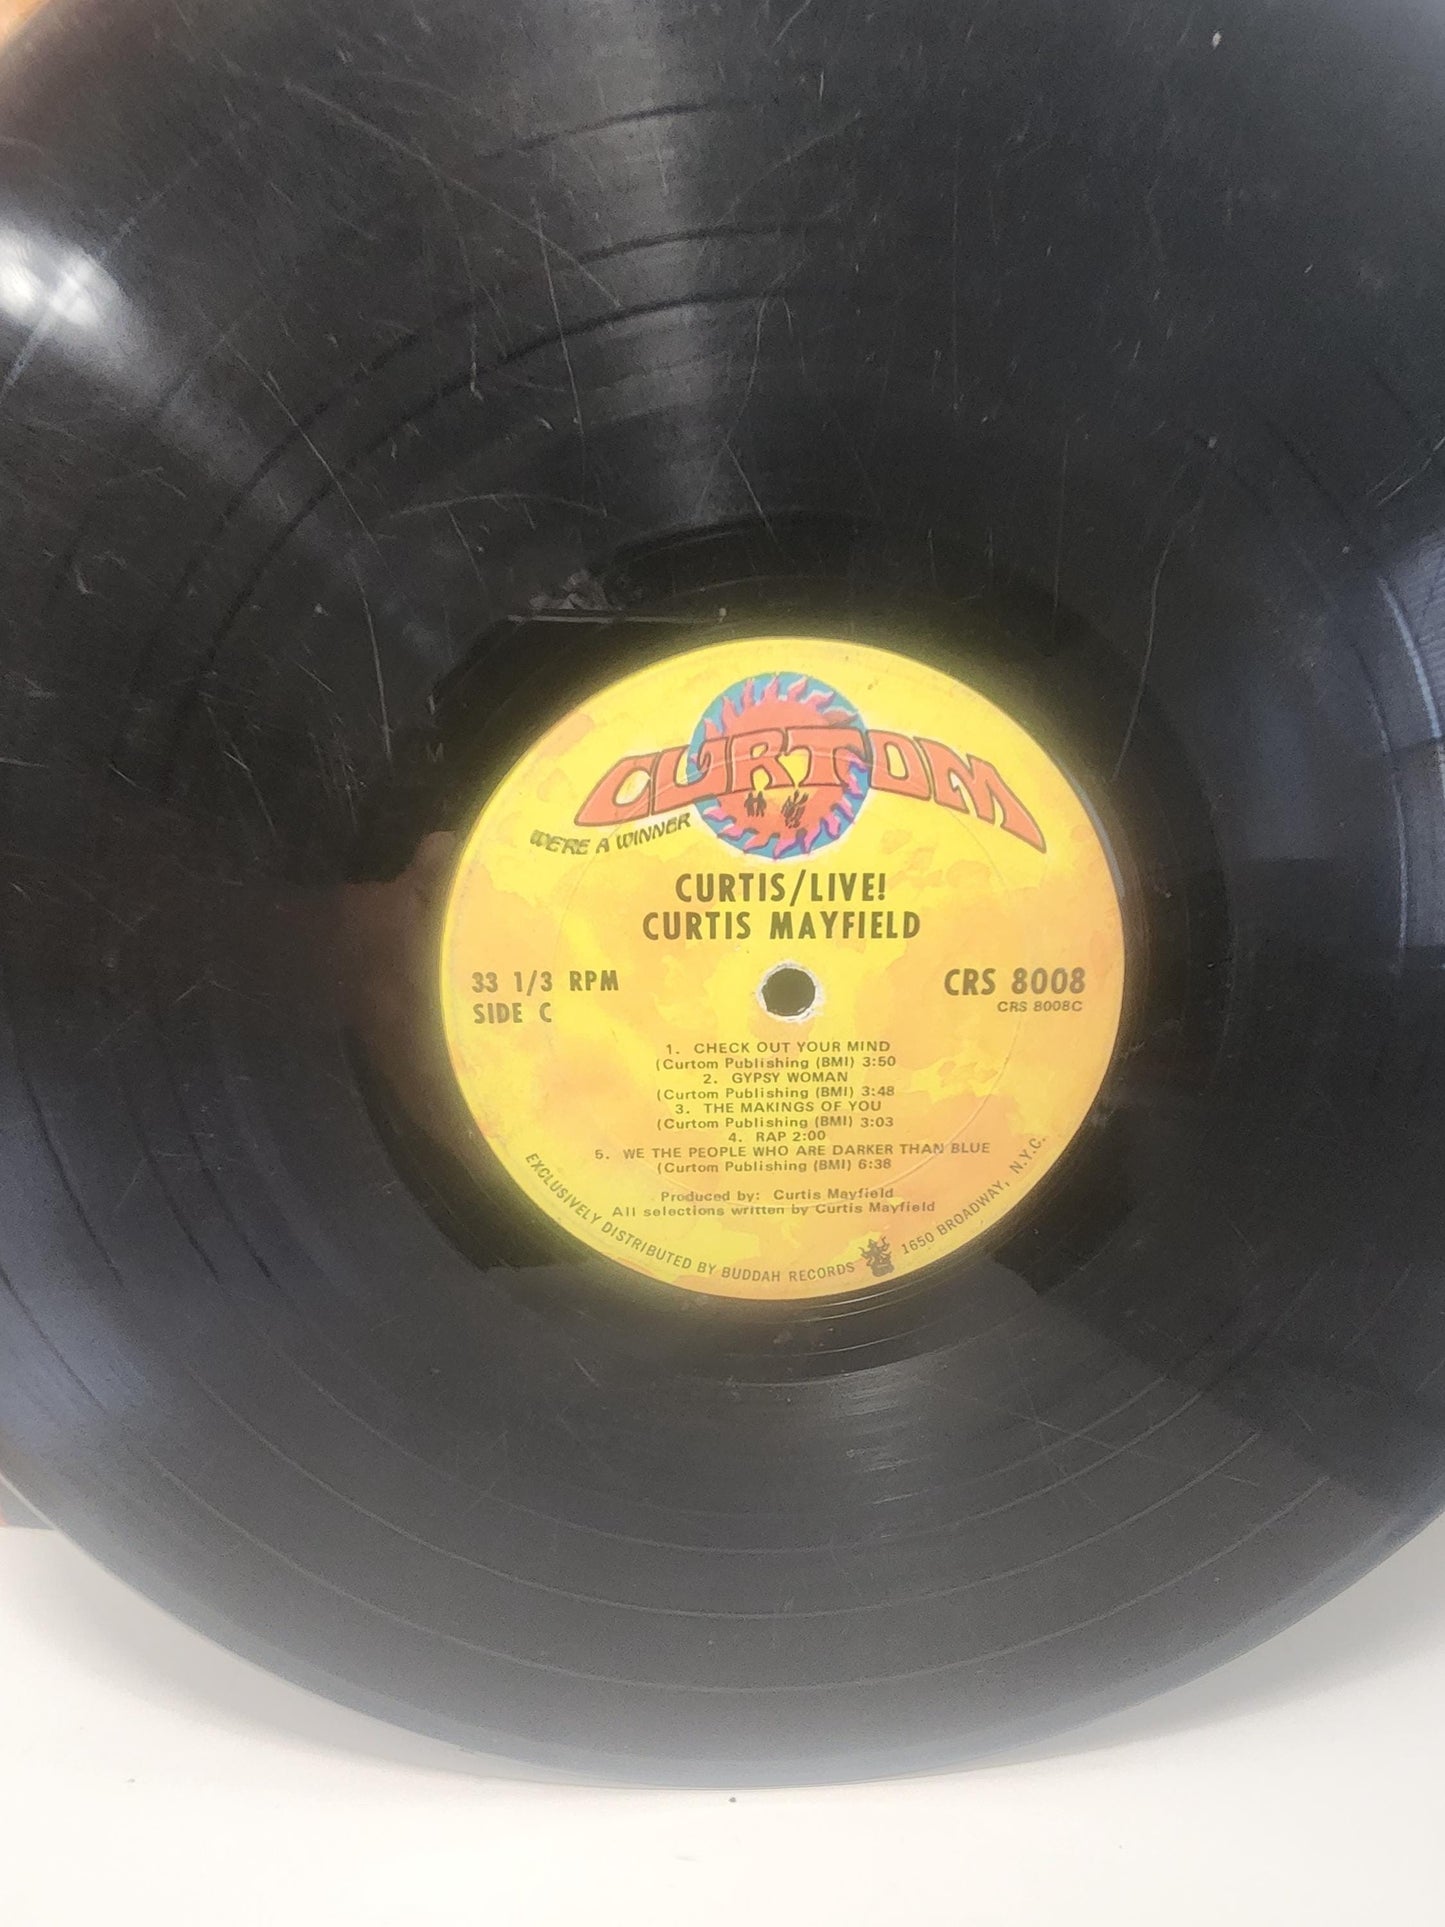 CURTOM
WE'RE A WINNER
CURTIS/LIVE!
CURTIS MAYFIELD
33 1/3 RPM
SIDE C
CRS 8008
CRS 8008C
1. CHECK OUT YOUR MIND
(Curtom Publishing (BMI) 3:50
2. GYPSY WOMAN
(Curtom Publishing (BMI) 3:48
3. THE MAKINGS OF YOU
(Curtom Publishing (BMI) 3:03
4. RAP 2:00
5. WE THE PEOPLE WHO ARE DARKER THAN BLUE
(Curtom Publishing (BMI) 6:38
Produced by: Curtis Mayfield
All selections written by Curtis Mayfield
EXCLUSIVELY DISTRIBUTED BY BUDDAH RECORDS 1650 BROADWAY, N.Y.C.